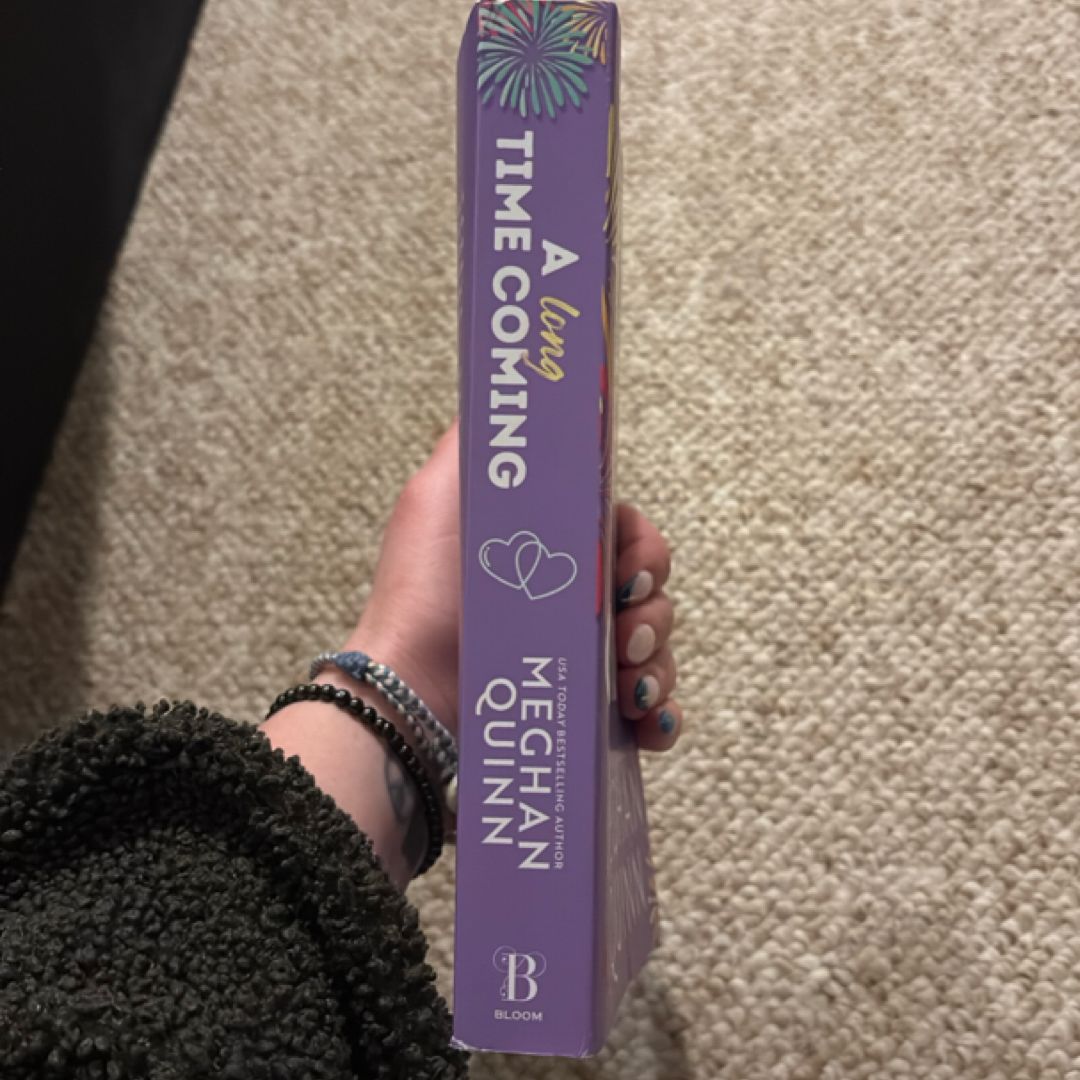 A long
TIME COMING
USA TODAY BESTSELLING AUTHOR
MEGHAN
QUINN
B
BLOOM